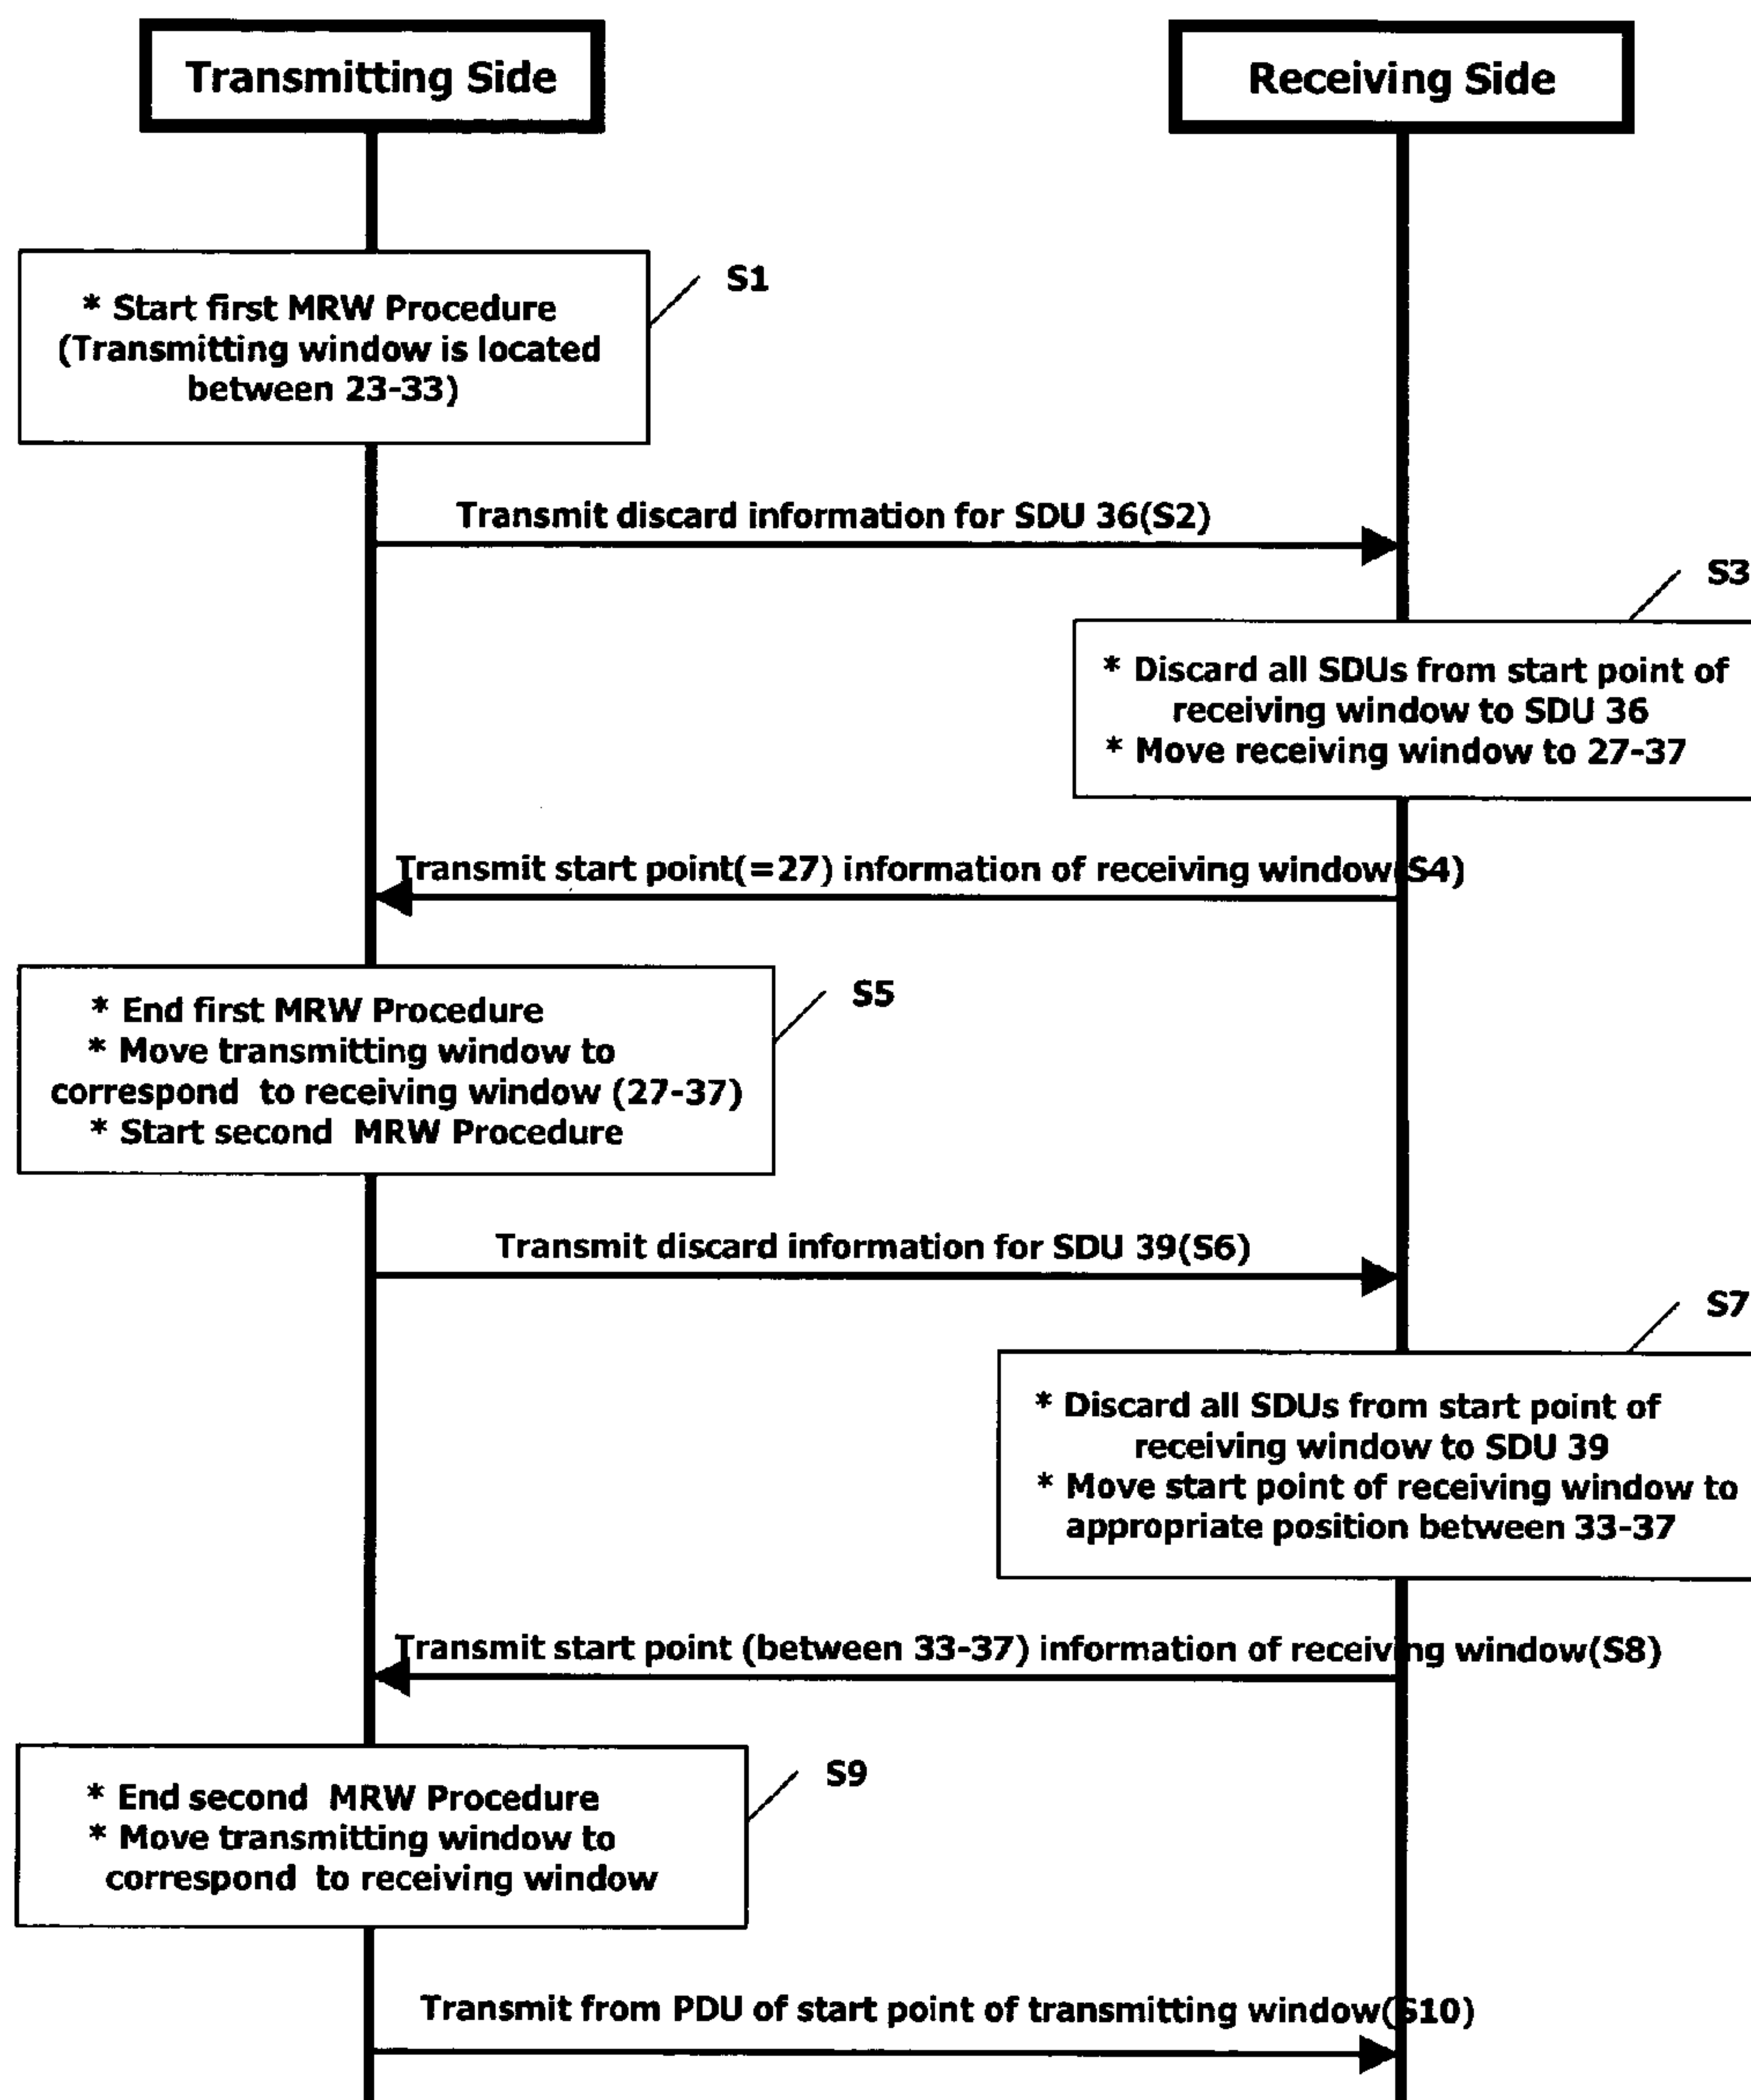 Transmitting Side
Receiving Side
* Start first MRW Procedure
(Transmitting window is located
between 23-33)
S1
Transmit discard information for SDU 36(S2)
S3
* Discard all SDUs from start point of
receiving window to SDU 36
* Move receiving window to 27-37
Transmit start point(=27) information of receiving window(S4)
* End first MRW Procedure
* Move transmitting window to
correspond to receiving window (27-37)
* Start second MRW Procedure
S5
Transmit discard information for SDU 39(S6)
S7
* Discard all SDUs from start point of
receiving window to SDU 39
* Move start point of receiving window to
appropriate position between 33-37
Transmit start point (between 33-37) information of receiving window(S8)
* End second MRW Procedure
* Move transmitting window to
correspond to receiving window
S9
Transmit from PDU of start point of transmitting window(S10)